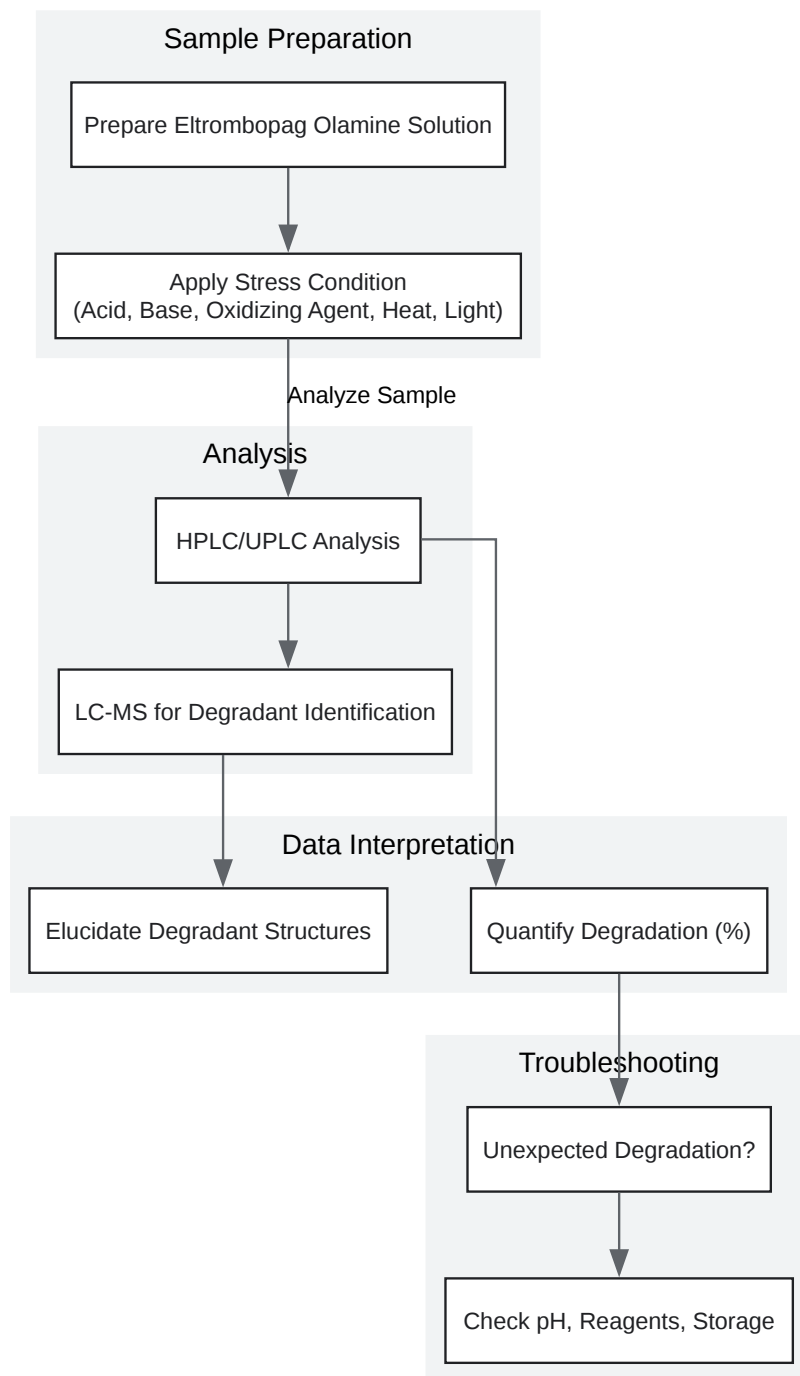 Sample Preparation
Prepare Eltrombopag Olamine Solution
Apply Stress Condition
(Acid, Base, Oxidizing Agent, Heat, Light)
Analyze Sample
Analysis
HPLC/UPLC Analysis
LC-MS for Degradant Identification
Data Interpretation
Elucidate Degradant Structures
Quantify Degradation (%)
Troubleshooting
Unexpected Degradation?
Check pH, Reagents, Storage